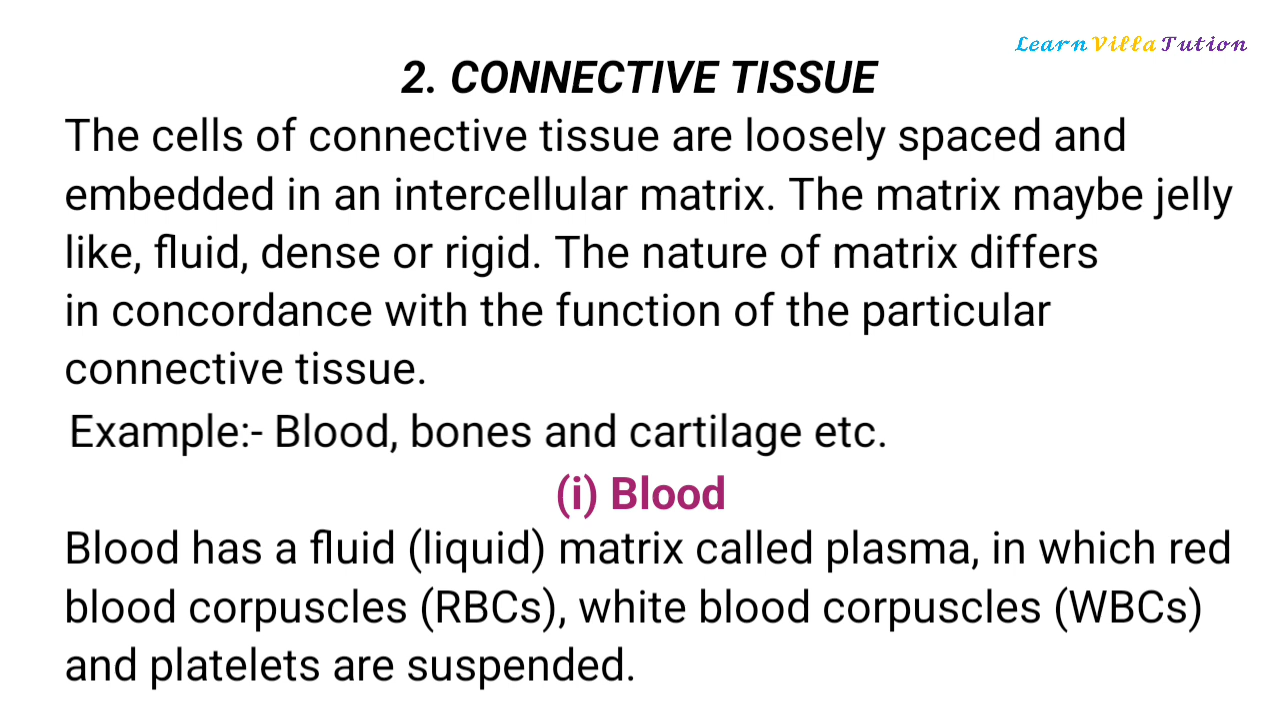 Learn Villa Tution
2. CONNECTIVE TISSUE
The cells of connective tissue are loosely spaced and
embedded in an intercellular matrix. The matrix maybe jelly
like, fluid, dense or rigid. The nature of matrix differs
in concordance with the function of the particular
connective tissue.
Example:- Blood, bones and cartilage etc.
(i) Blood
Blood has a fluid (liquid) matrix called plasma, in which red
blood corpuscles (RBCs), white blood corpuscles (WBCs)
and platelets are suspended.